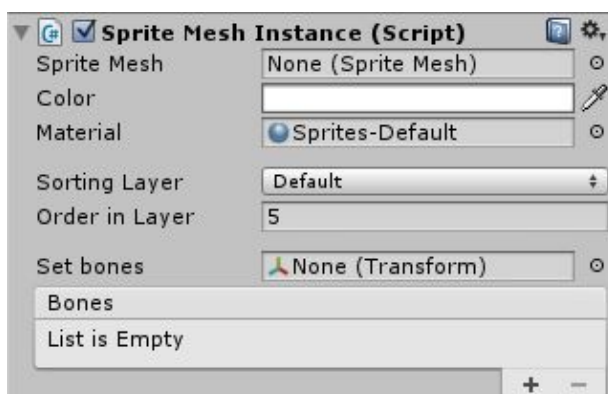 Sprite Mesh Instance (Script)
Sprite Mesh None (Sprite Mesh)
Color
Material Sprites-Default
Sorting Layer Default
Order in Layer 5
Set bones None (Transform)
Bones
List is Empty
+ −